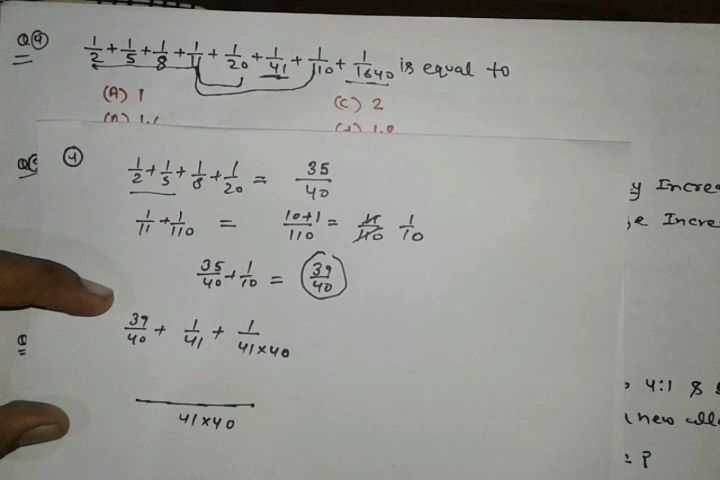 Q④ 1/2 + 1/5 + 1/8 + 1/11 + 1/20 + 1/41 + 1/110 + 1/1640 is equal to
(A) 1 (C) 2
④ 1/2 + 1/5 + 1/8 + 1/20 = 35/40
y Increa
1/11 + 1/110 = 10+1/110 = 11/110 1/10
e Incre
35/40 + 1/10 = 39/40
39/40 + 1/41 + 1/41×40
4:1 &
41×40
new
= P